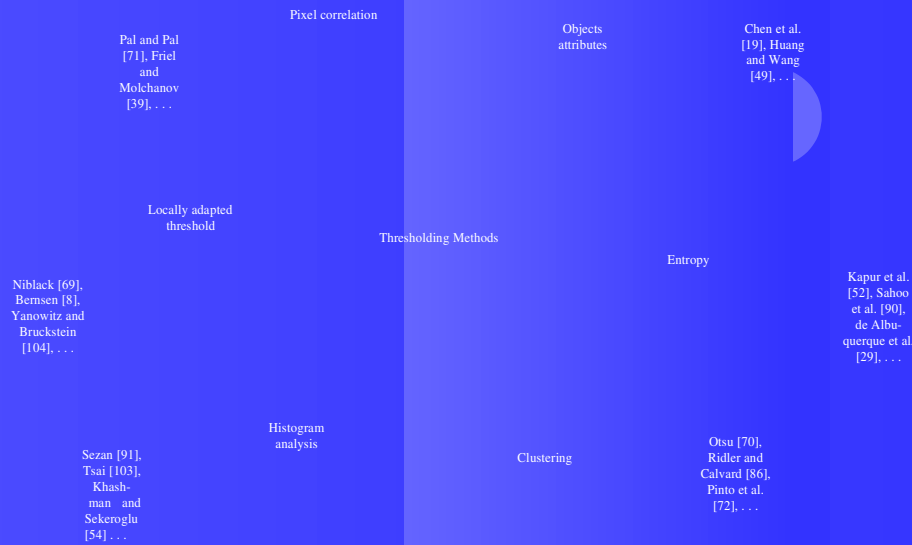 Pixel correlation
Pal and Pal
[71], Friel
and
Molchanov
[39], . . .
Objects
attributes
Chen et al.
[19], Huang
and Wang
[49], . . .
Locally adapted
threshold
Thresholding Methods
Entropy
Niblack [69],
Bernsen [8],
Yanowitz and
Bruckstein
[104], . . .
Kapur et al.
[52], Sahoo
et al. [90],
de Albu-
querque et al.
[29], . . .
Histogram
analysis
Sezan [91],
Tsai [103],
Khash-
man and
Sekeroglu
[54] . . .
Clustering
Otsu [70],
Ridler and
Calvard [86],
Pinto et al.
[72], . . .